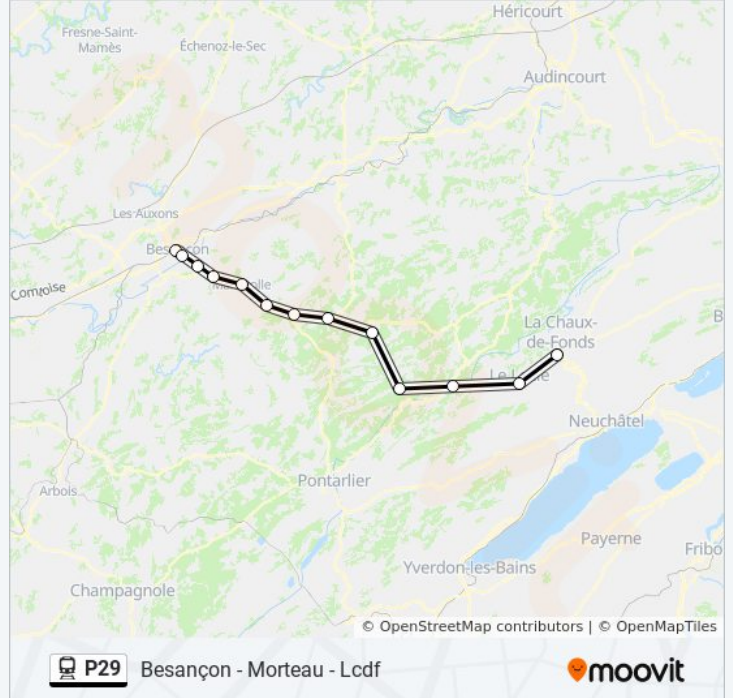 Héricourt
Fresne-Saint-
Mamès
Échenoz-le-Sec
Audincourt
Les Auxons
Besançon
Comtoise
La Chaux-
de-Fonds
Le Locle
Neuchâtel
Pontarlier
Arbois
Payerne
Fribo
Yverdon-les-Bains
Champagnole
© OpenStreetMap contributors | © OpenMapTiles
P29 Besançon - Morteau - Lcdf
moovit